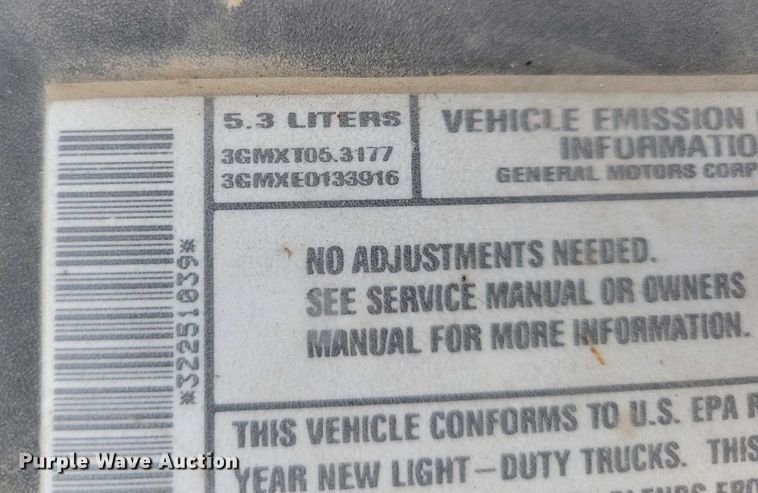 5.3 LITERS
3GMXT05.3177
3GMXE0133916
VEHICLE EMISSION
INFORMATIO
GENERAL MOTORS CORP
NO ADJUSTMENTS NEEDED.
SEE SERVICE MANUAL OR OWNERS
MANUAL FOR MORE INFORMATION.
*32251039*
THIS VEHICLE CONFORMS TO U.S. EPA R
YEAR NEW LIGHT-DUTY TRUCKS. THIS
Purple Wave Auction